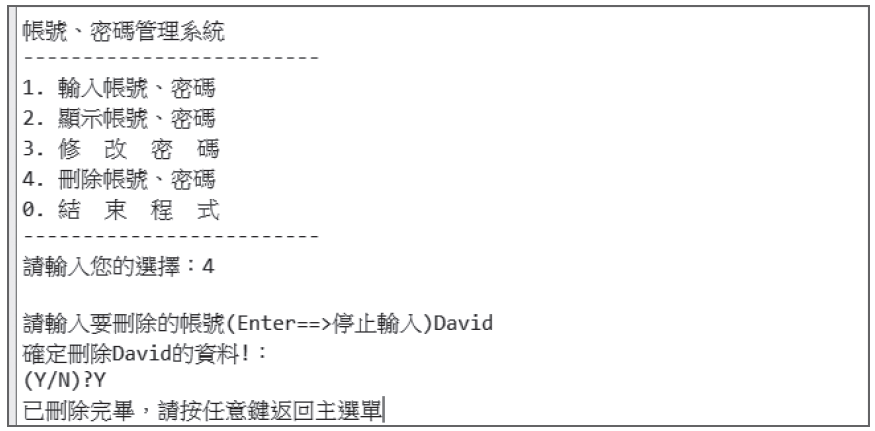 帳號、密碼管理系統
-------------------------
1. 輸入帳號、密碼
2. 顯示帳號、密碼
3. 修 改 密 碼
4. 刪除帳號、密碼
0. 結 束 程 式
-------------------------
請輸入您的選擇：4
請輸入要刪除的帳號(Enter==>停止輸入)David
確定刪除David的資料!：
(Y/N)?Y
已刪除完畢，請按任意鍵返回主選單